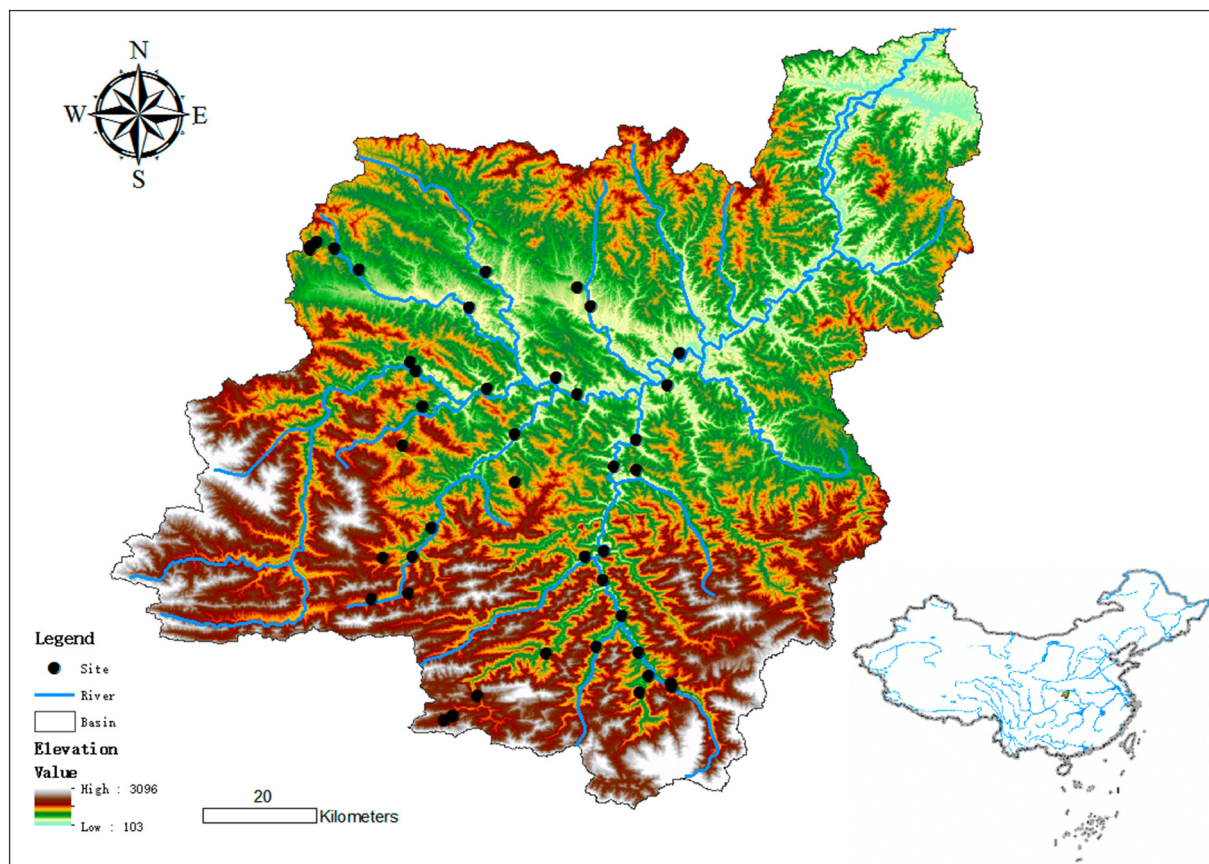 N
W E
S
Legend
Site
River
Basin
Elevation
Value
High : 3096
Low : 103
20
Kilometers